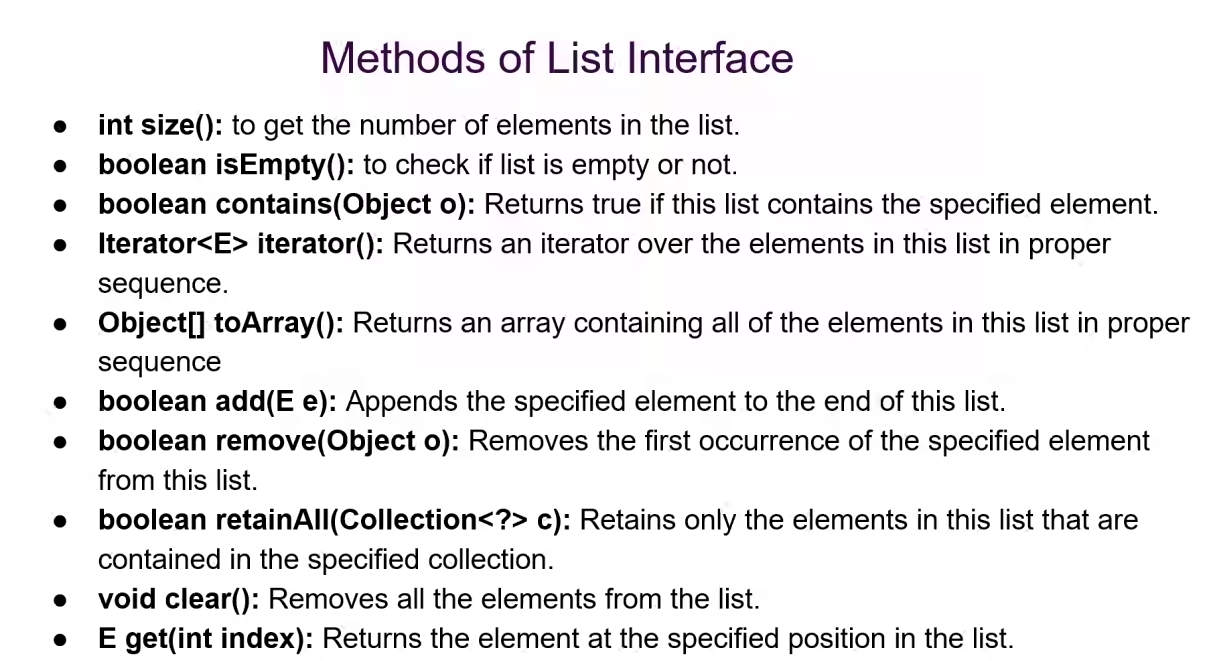 Methods of List Interface
● int size(): to get the number of elements in the list.
● boolean isEmpty(): to check if list is empty or not.
● boolean contains(Object o): Returns true if this list contains the specified element.
● Iterator<E> iterator(): Returns an iterator over the elements in this list in proper
sequence.
● Object[] toArray(): Returns an array containing all of the elements in this list in proper
sequence
● boolean add(E e): Appends the specified element to the end of this list.
● boolean remove(Object o): Removes the first occurrence of the specified element
from this list.
● boolean retainAll(Collection<?> c): Retains only the elements in this list that are
contained in the specified collection.
● void clear(): Removes all the elements from the list.
● E get(int index): Returns the element at the specified position in the list.